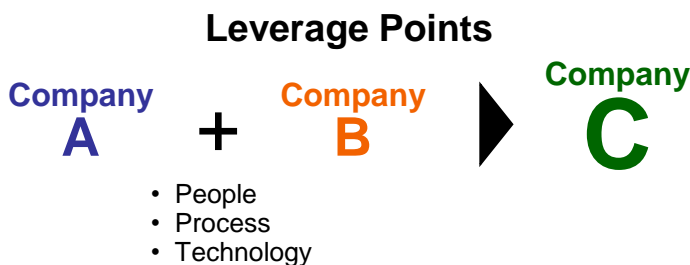 Leverage Points
Company
A
+
Company
B
Company
C
• People
• Process
• Technology